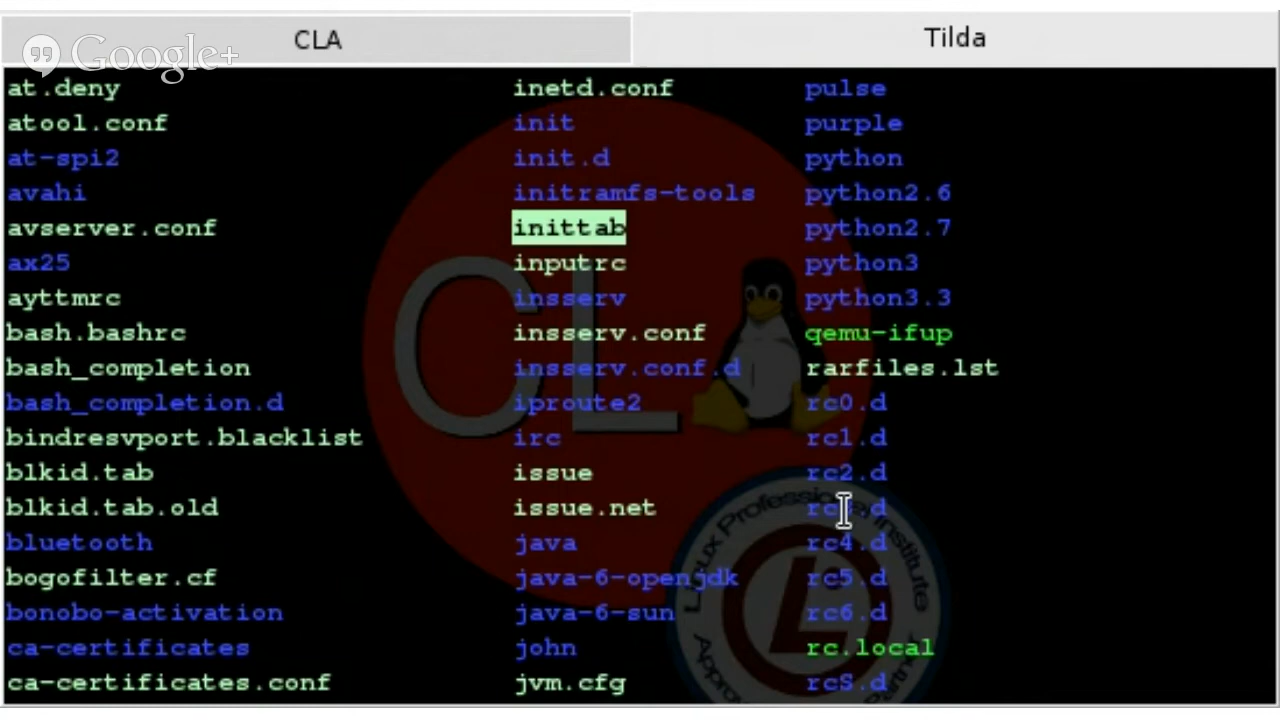 CLA
Tilda
Google+
at.deny inetd.conf pulse
atool.conf init purple
at-spi2 init.d python
avahi initramfs-tools python2.6
avserver.conf inittab python2.7
ax25 inputrc python3
ayttmrc insserv python3.3
bash.bashrc insserv.conf qemu-ifup
bash_completion insserv.conf.d rarfiles.lst
bash_completion.d iproute2 rc0.d
bindresvport.blacklist irc rc1.d
blkid.tab issue rc2.d
blkid.tab.old issue.net
bluetooth java rc4.d
bogofilter.cf java-6-openjdk rc5.d
bonobo-activation java-6-sun rc6.d
ca-certificates john rc.local
ca-certificates.conf jvm.cfg rcS.d
CL
Linux Professional Institute